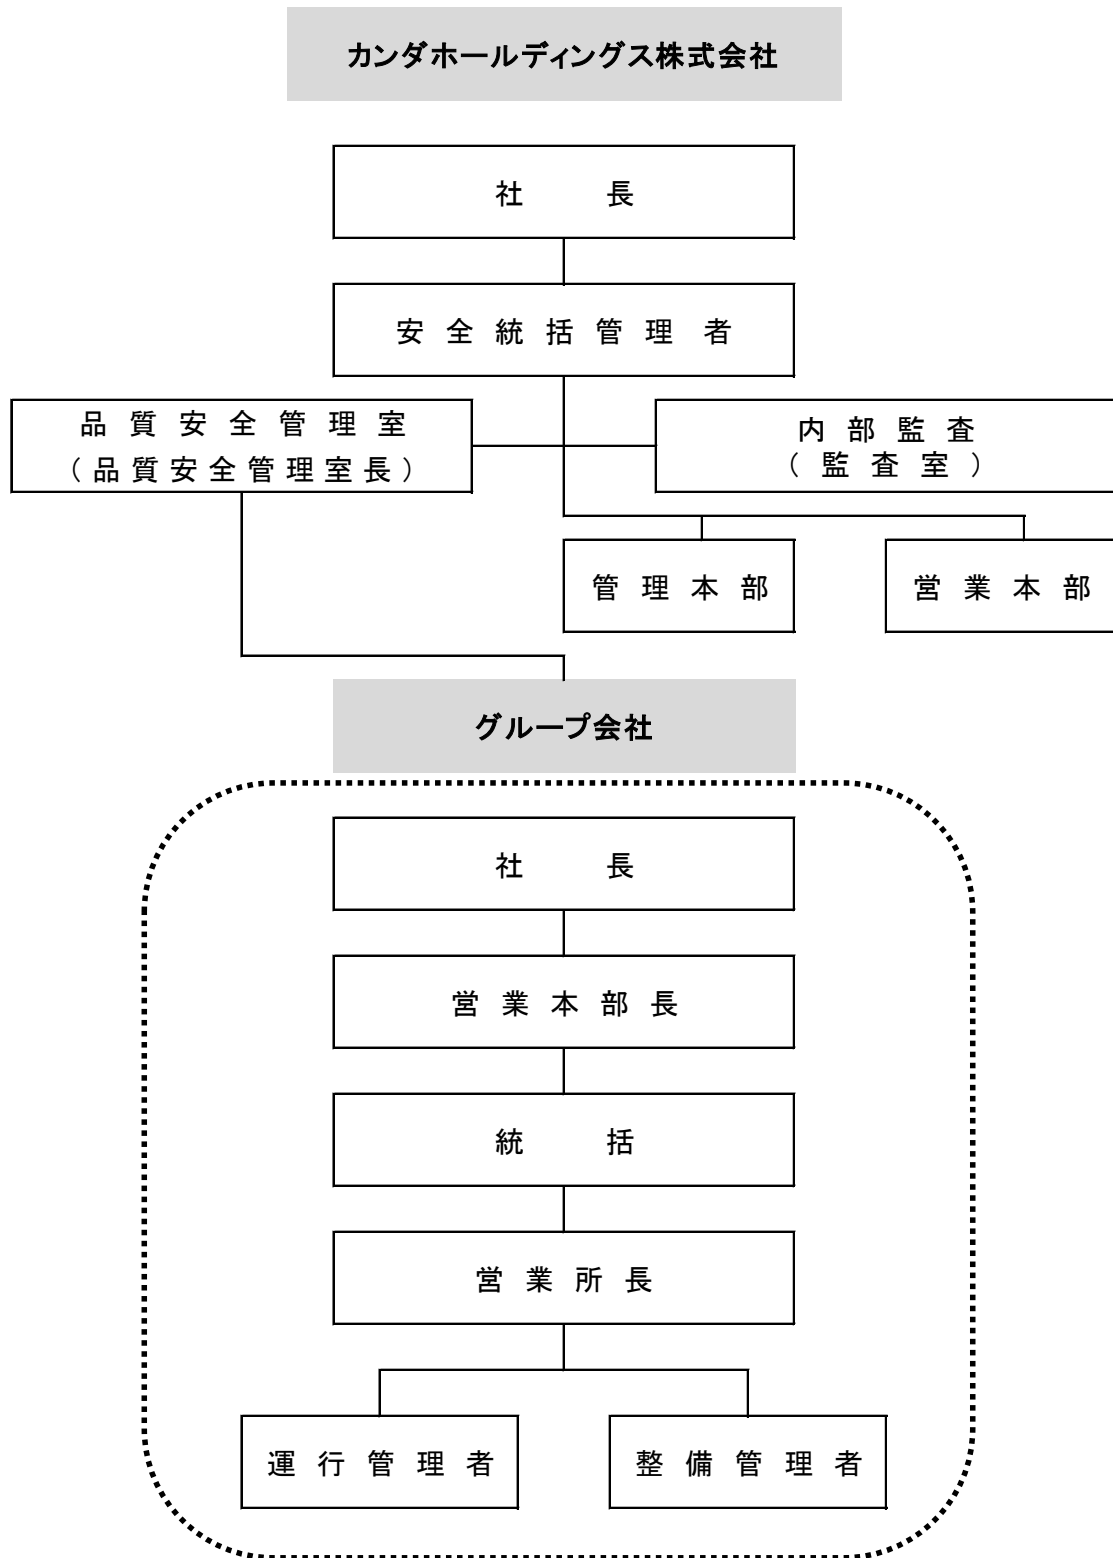 カンダホールディングス株式会社
社長
安全統括管理者
品質安全管理室
（品質安全管理室長）
内部監査
（監査室）
管理本部
営業本部
グループ会社
社長
営業本部長
統括
営業所長
運行管理者
整備管理者